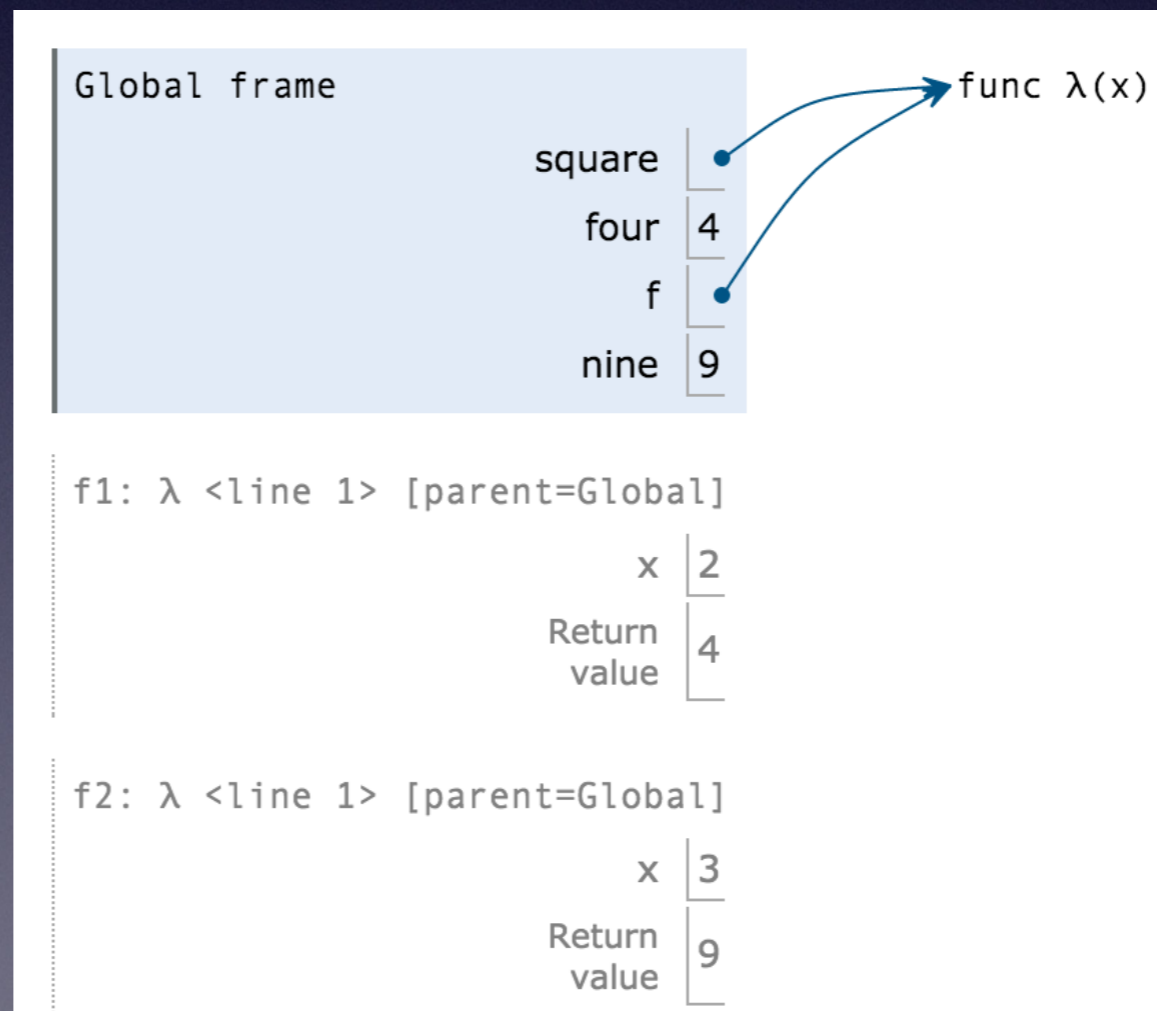 Global frame
func λ(x)
square
four 4
f
nine 9
f1: λ <line 1> [parent=Global]
x 2
Return
value 4
f2: λ <line 1> [parent=Global]
x 3
Return
value 9